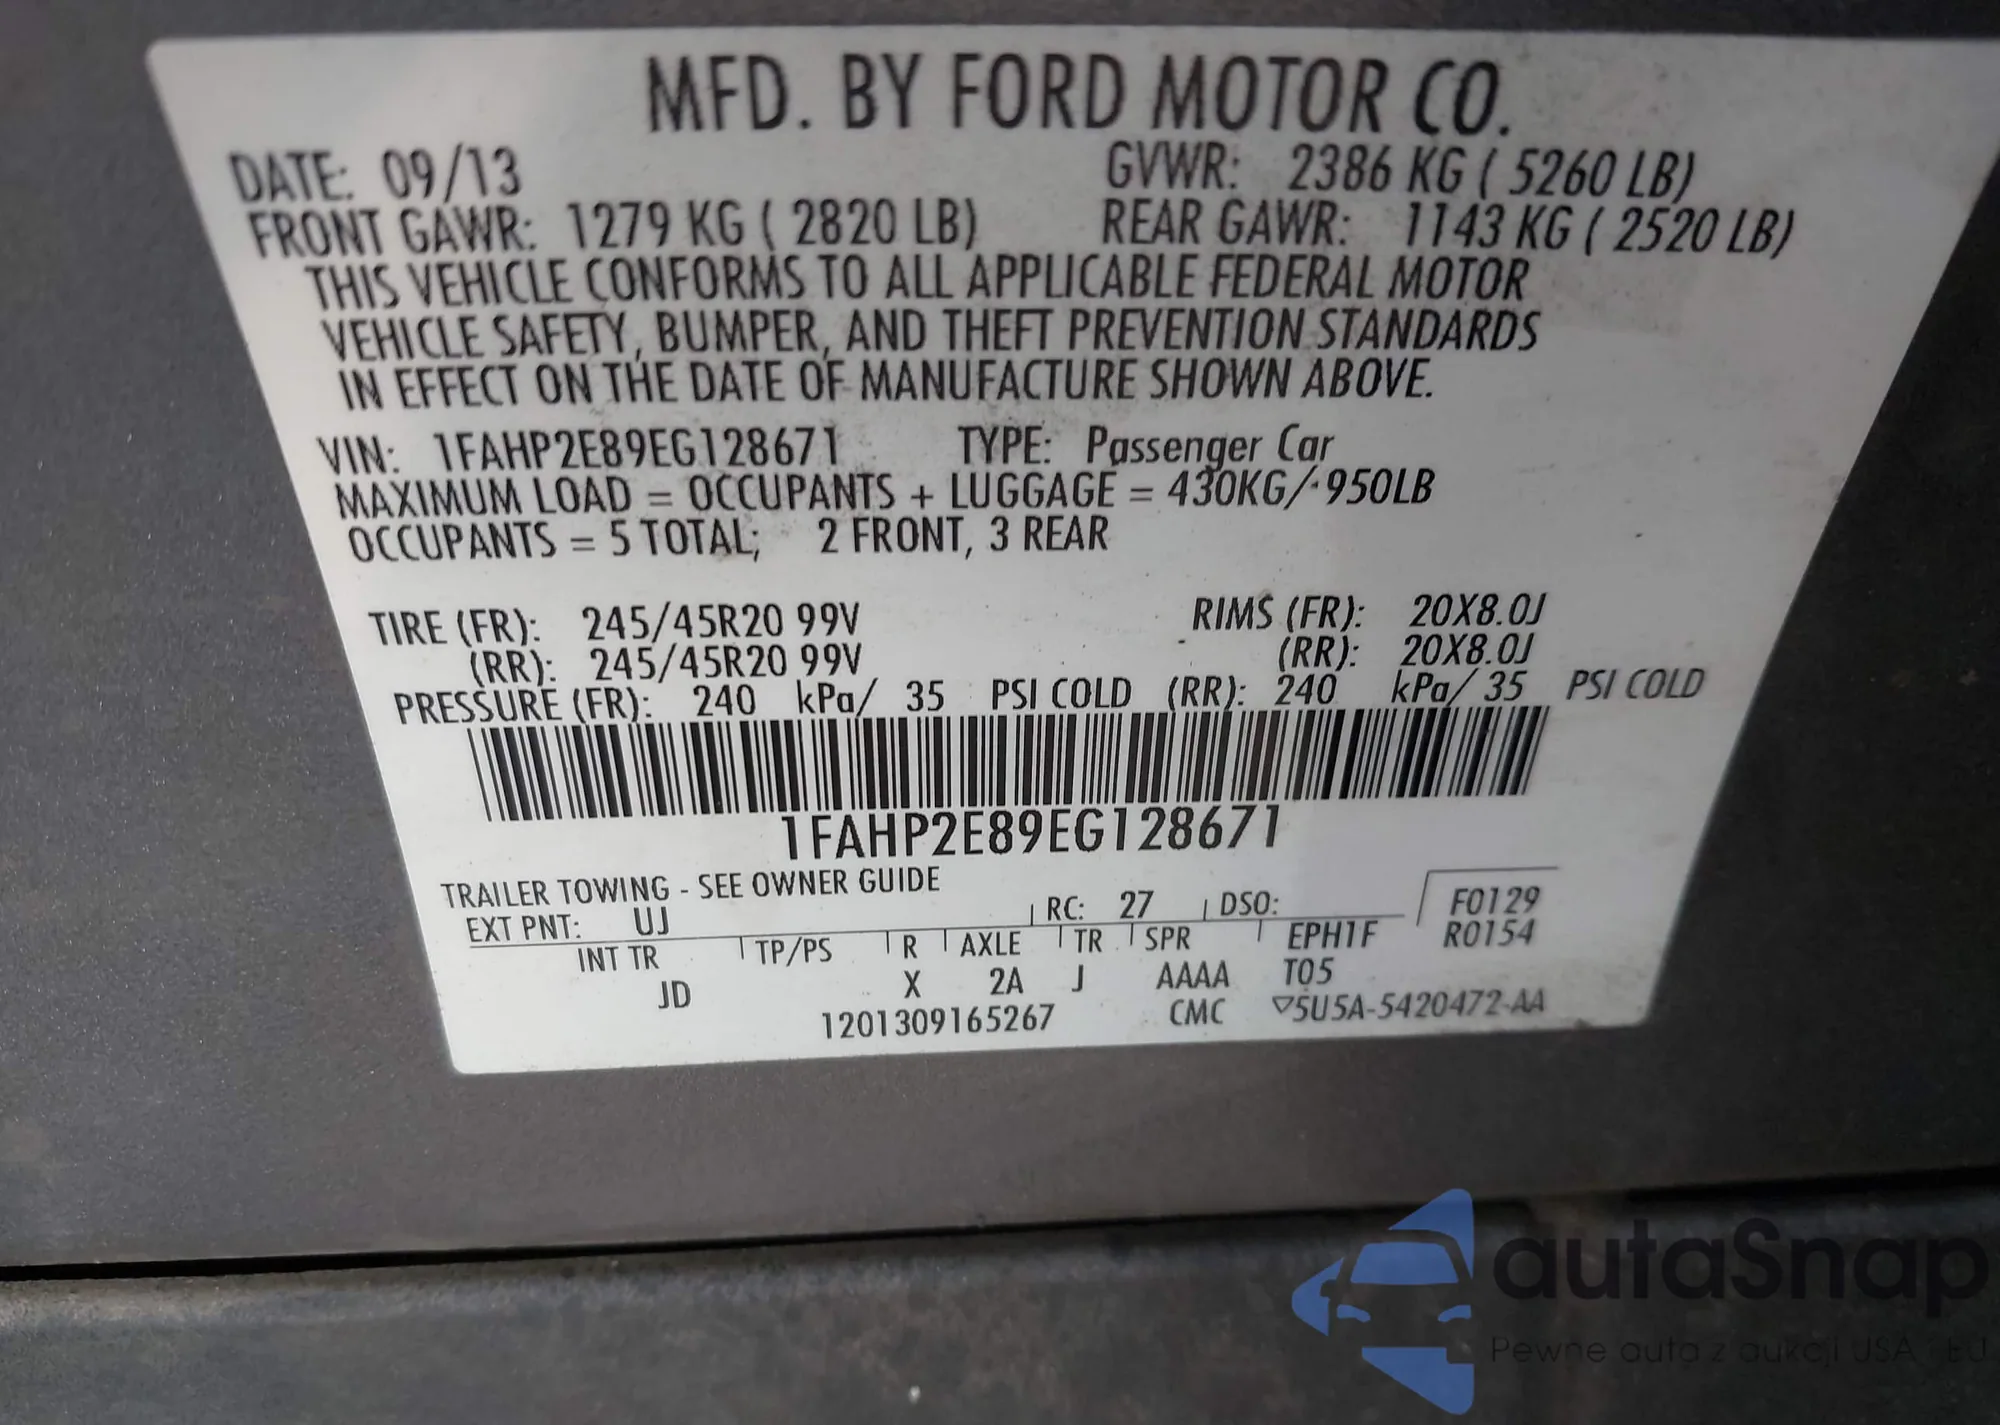 MFD. BY FORD MOTOR CO.
DATE: 09/13 GVWR: 2386 KG ( 5260 LB)
FRONT GAWR: 1279 KG ( 2820 LB) REAR GAWR: 1143 KG ( 2520 LB)
THIS VEHICLE CONFORMS TO ALL APPLICABLE FEDERAL MOTOR
VEHICLE SAFETY, BUMPER, AND THEFT PREVENTION STANDARDS
IN EFFECT ON THE DATE OF MANUFACTURE SHOWN ABOVE.
VIN: 1FAHP2E89EG128671 TYPE: Passenger Car
MAXIMUM LOAD = OCCUPANTS + LUGGAGE = 430KG/ 950LB
OCCUPANTS = 5 TOTAL; 2 FRONT, 3 REAR
TIRE (FR): 245/45R20 99V RIMS (FR): 20X8.0J
(RR): 245/45R20 99V (RR): 20X8.0J
PRESSURE (FR): 240 kPa/ 35 PSI COLD (RR): 240 kPa/ 35 PSI COLD
1FAHP2E89EG128671
TRAILER TOWING - SEE OWNER GUIDE
EXT PNT: UJ RC: 27 DSO: F0129
INT TR TP/PS R AXLE TR SPR EPH1F R0154
JD X 2A J AAAA T05
1201309165267 CMC ▽5U5A-5420472-AA
autaSnap
Pewne auta z aukcji USA i EU